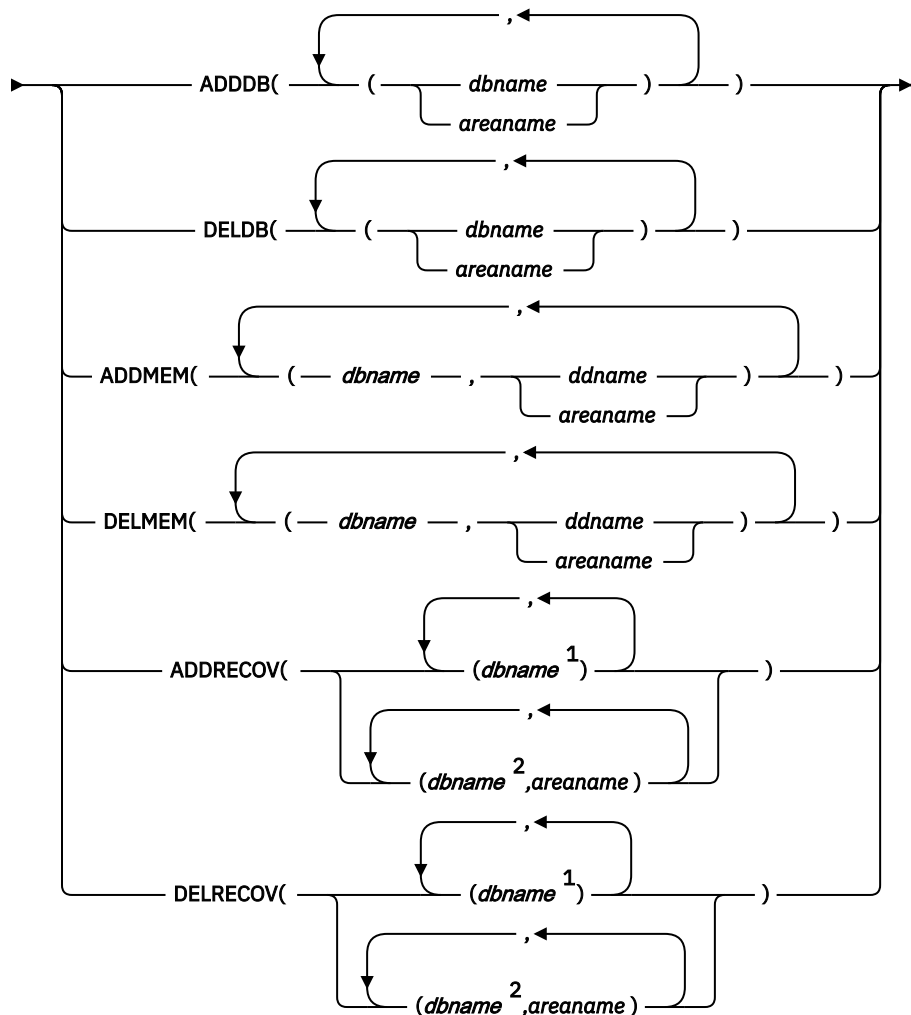 ,
ADDDB( ( dbname ) )
areaname
,
DELDB( ( dbname ) )
areaname
,
ADDMEM( ( dbname , ddname ) )
areaname
,
DELMEM( ( dbname , ddname ) )
areaname
,
ADDRECOV( (dbname 1) )
,
(dbname 2,areaname)
,
DELRECOV( (dbname 1) )
,
(dbname 2,areaname)